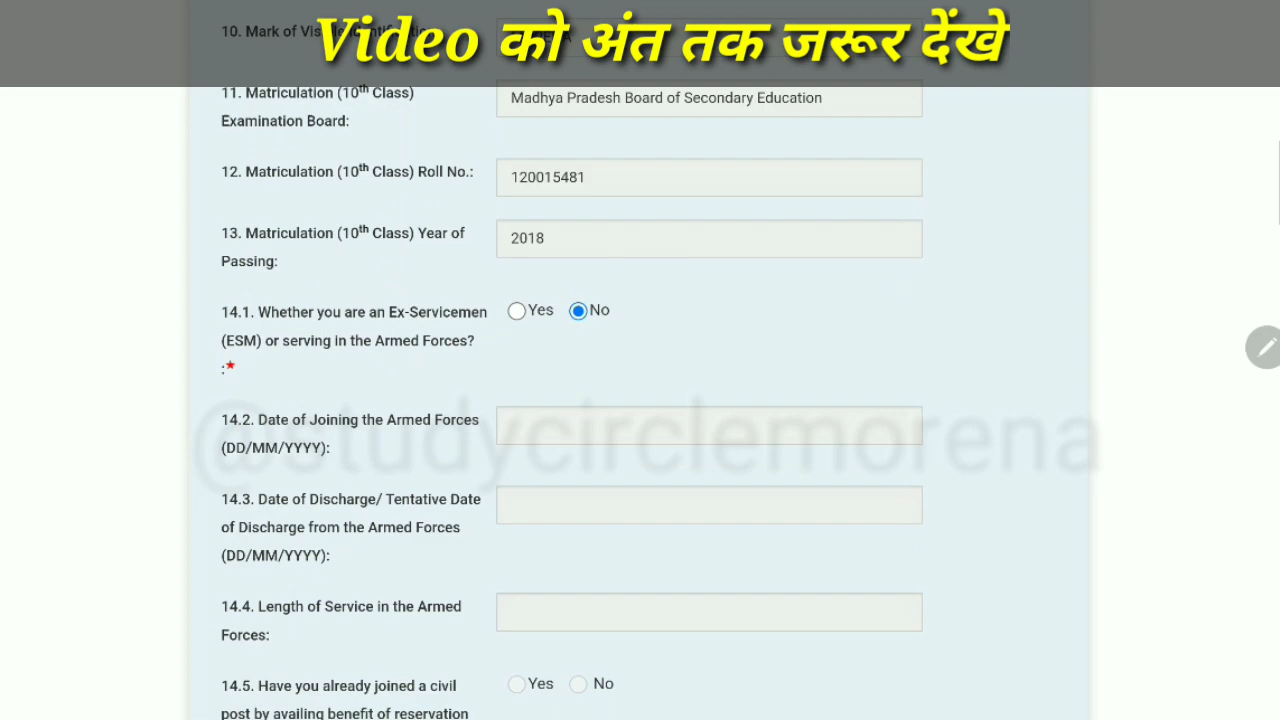 Video को अंत तक जरूर देंखे
10. Mark of
11. Matriculation (10th Class)
Examination Board:
Madhya Pradesh Board of Secondary Education
12. Matriculation (10th Class) Roll No.:
120015481
13. Matriculation (10th Class) Year of
Passing:
2018
14.1. Whether you are an Ex-Servicemen
(ESM) or serving in the Armed Forces?
:★
Yes No
14.2. Date of Joining the Armed Forces
(DD/MM/YYYY):
@studycirclemorena
14.3. Date of Discharge/ Tentative Date
of Discharge from the Armed Forces
(DD/MM/YYYY):
14.4. Length of Service in the Armed
Forces:
14.5. Have you already joined a civil
post by availing benefit of reservation
Yes No